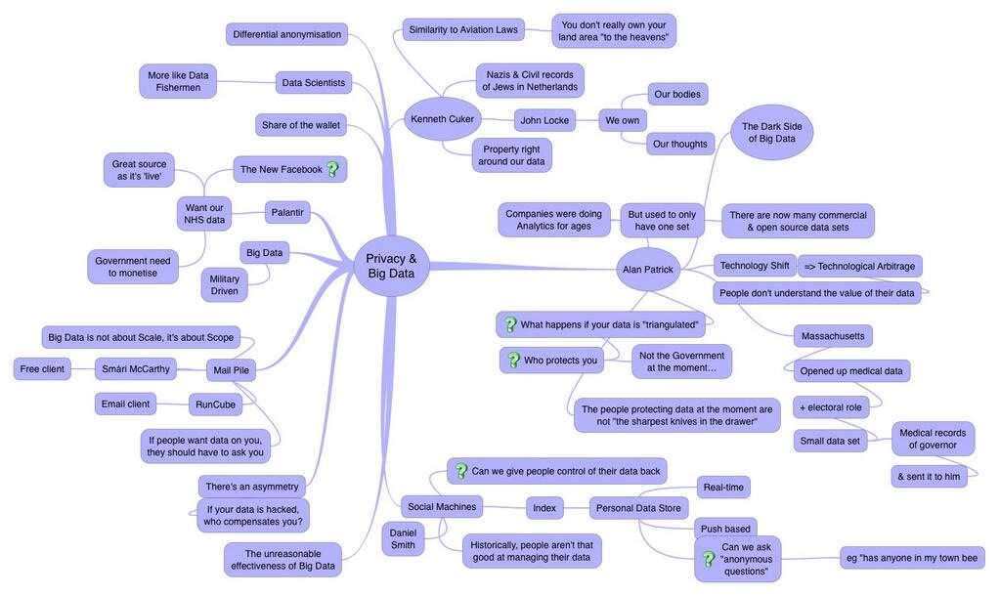 Privacy &
Big Data
Differential anonymisation
Data Scientists
More like Data
Fishermen
Share of the wallet
Palantir
Want our
NHS data
Great source
as it's 'live'
The New Facebook
Government need
to monetise
Big Data
Military
Driven
Mail Pile
Big Data is not about Scale, it's about Scope
Smári McCarthy
Free client
RunCube
Email client
If people want data on you,
they should have to ask you
There's an asymmetry
If your data is hacked,
who compensates you?
The unreasonable
effectiveness of Big Data
Kenneth Cuker
Similarity to Aviation Laws
You don't really own your
land area "to the heavens"
Nazis & Civil records
of Jews in Netherlands
John Locke
We own
Our bodies
Our thoughts
Property right
around our data
Alan Patrick
The Dark Side
of Big Data
But used to only
have one set
Companies were doing
Analytics for ages
There are now many commercial
& open source data sets
Technology Shift
=> Technological Arbitrage
People don't understand the value of their data
What happens if your data is "triangulated"
Who protects you
Not the Government
at the moment...
The people protecting data at the moment are
not "the sharpest knives in the drawer"
Massachusetts
Opened up medical data
+ electoral role
Small data set
Medical records
of governor
& sent it to him
Social Machines
Can we give people control of their data back
Index
Personal Data Store
Real-time
Push based
Can we ask
"anonymous
questions"
eg "has anyone in my town bee
Daniel
Smith
Historically, people aren't that
good at managing their data